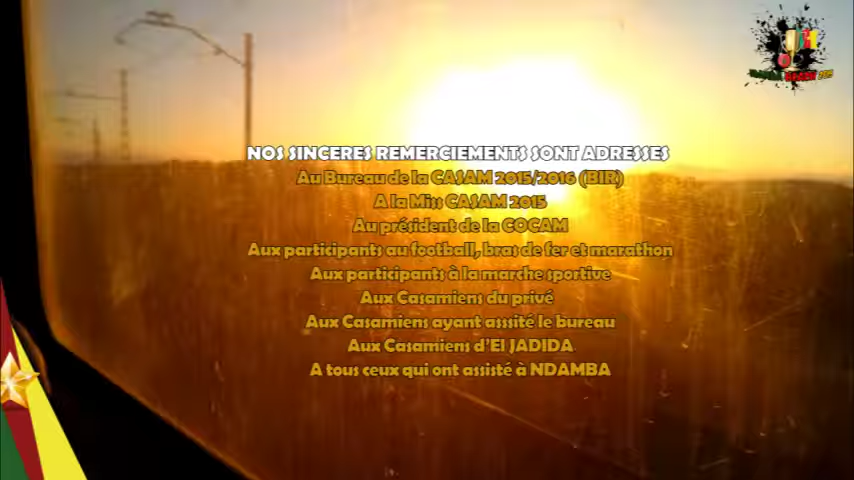 NOS SINCERES REMERCIEMENTS SONT ADRESSES
Au Bureau de la CASAM 2015/2016 (BIR)
A la Miss CASAM 2015
Au président de la COCAM
Aux participants au football, bras de fer et marathon
Aux participants à la marche sportive
Aux Casamiens du privé
Aux Casamiens ayant asssité le bureau
Aux Casamiens d'El JADIDA
A tous ceux qui ont assisté à NDAMBA